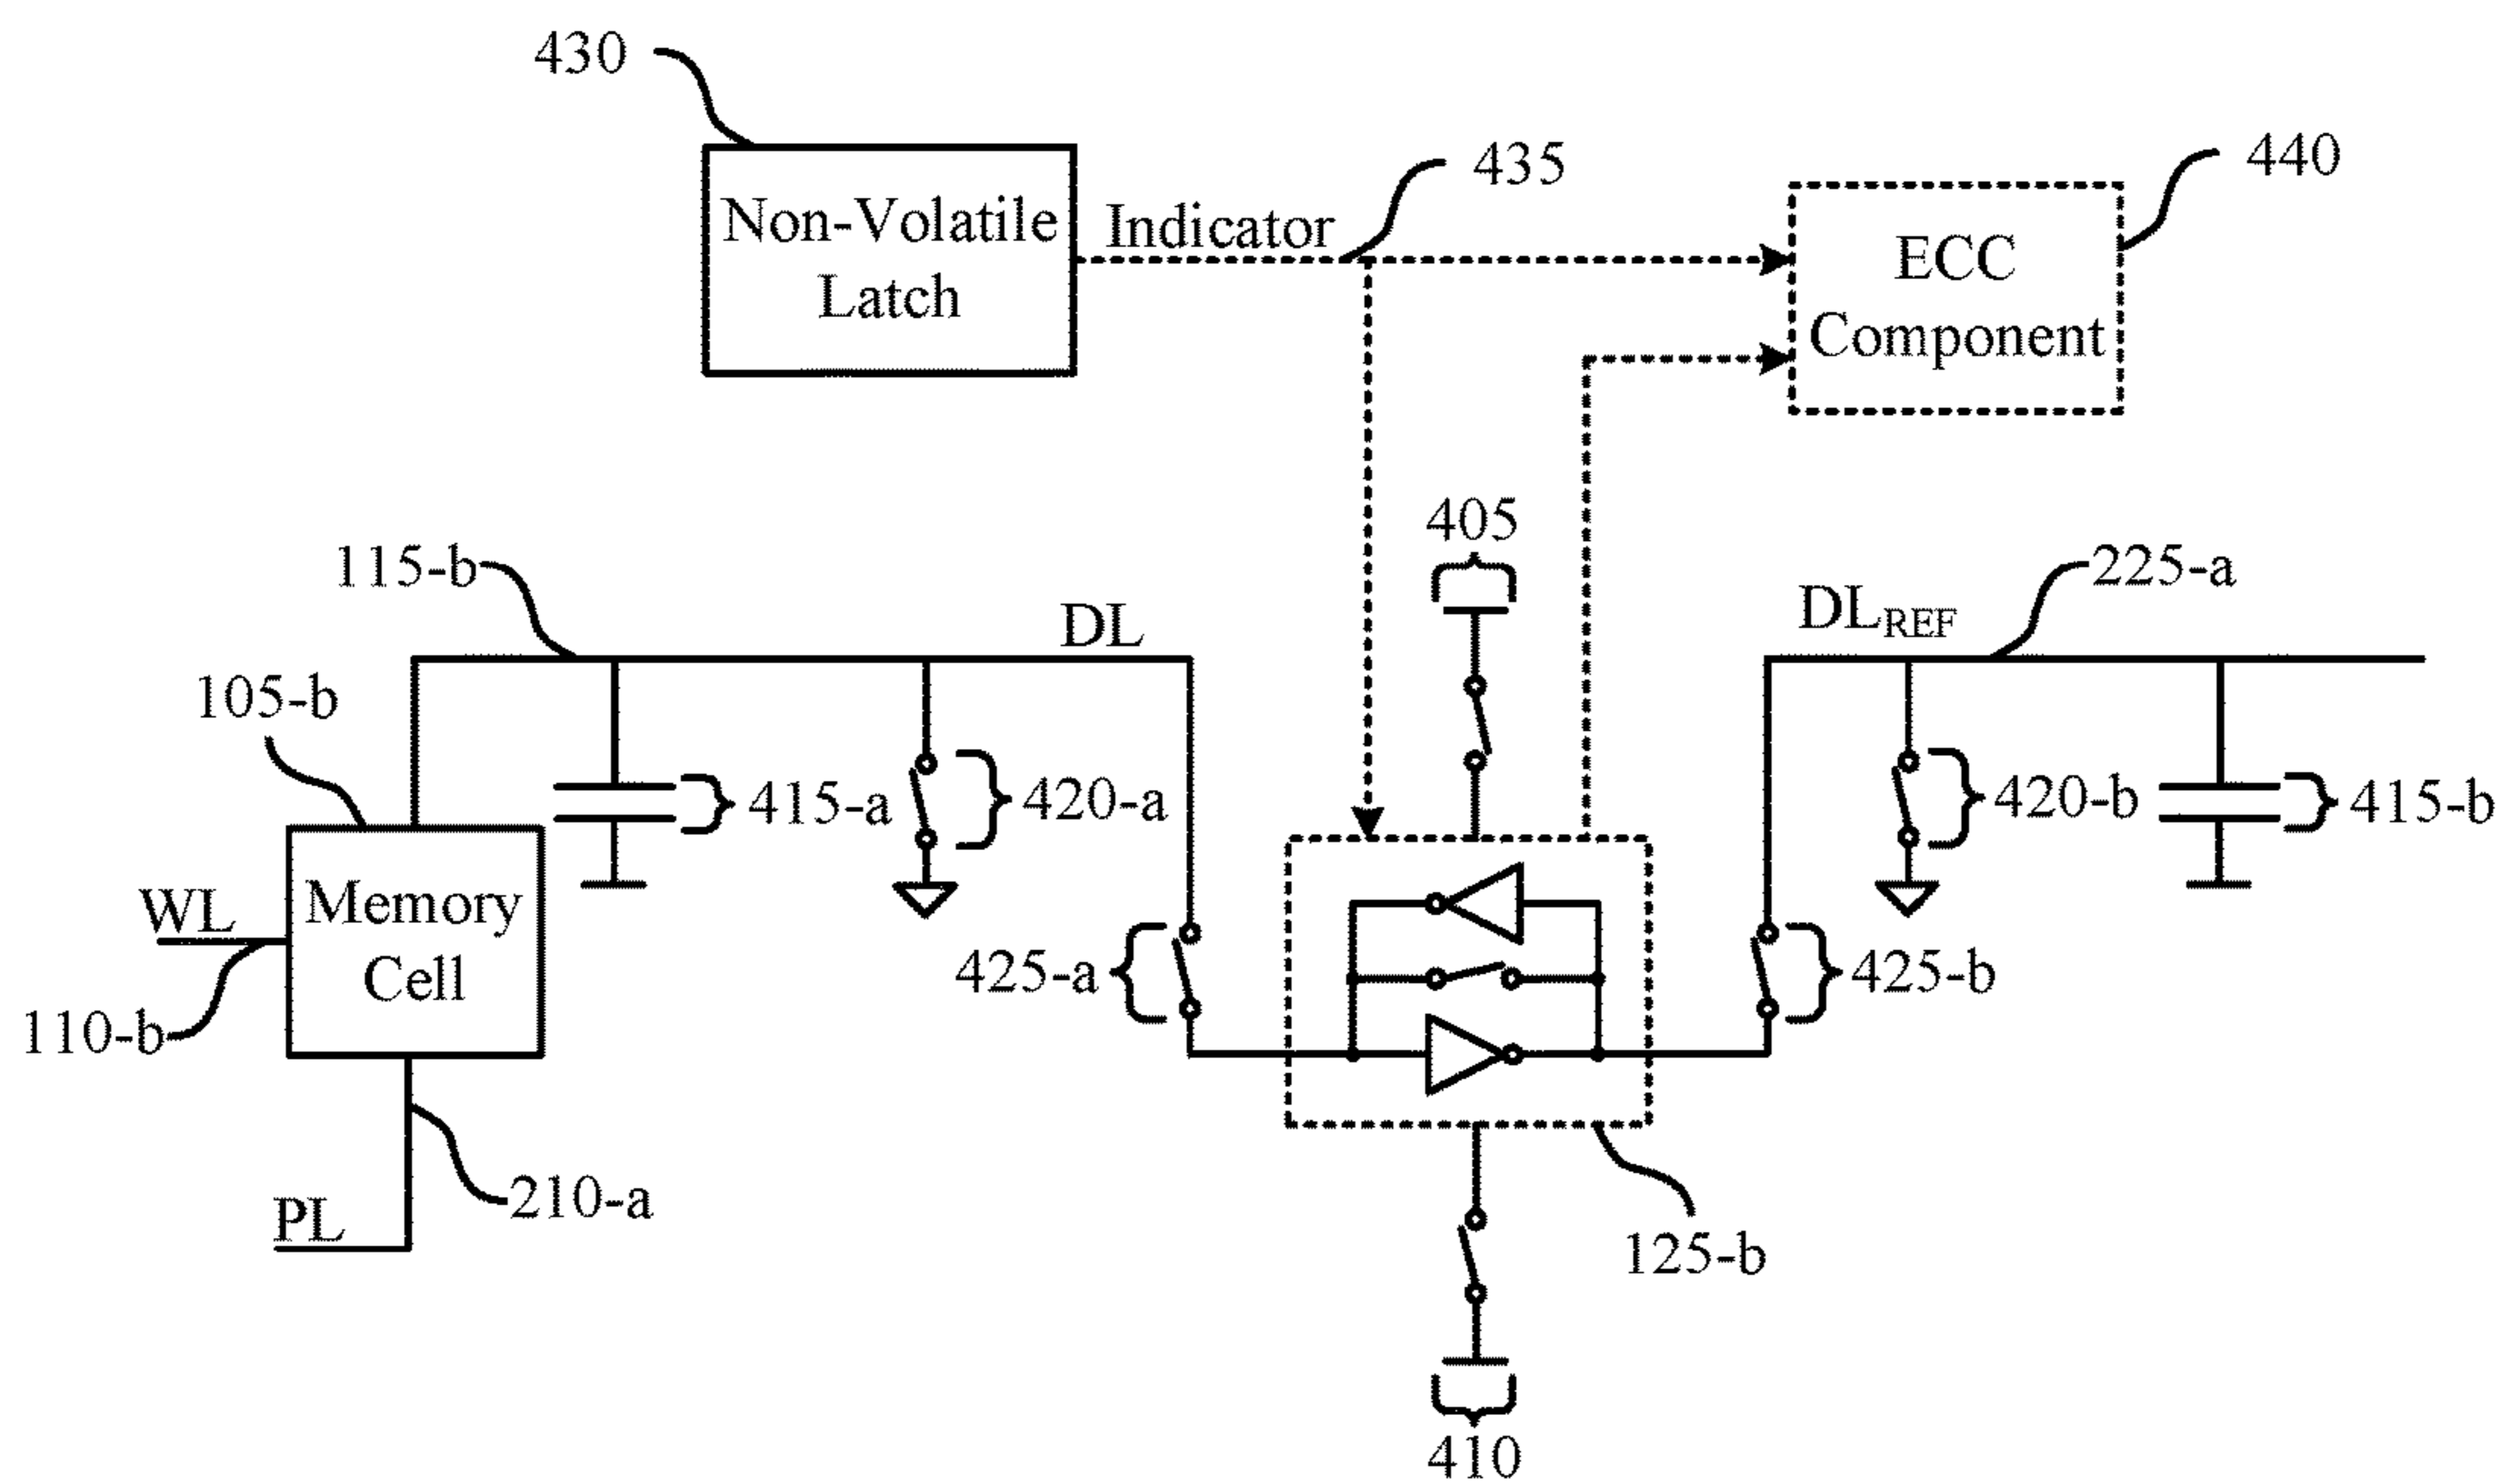 430
435
440
Non-Volatile
Latch
Indicator
ECC
Component
405
115-b
DL
DLREF
225-a
105-b
415-a
420-a
420-b
415-b
WL
Memory
Cell
425-a
425-b
110-b
210-a
PL
125-b
410